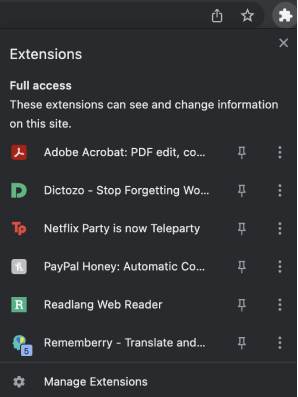 Extensions
Full access
These extensions can see and change information
on this site.
Adobe Acrobat: PDF edit, co...
Dictozo - Stop Forgetting Wo...
Tp Netflix Party is now Teleparty
PayPal Honey: Automatic Co...
R Readlang Web Reader
5 Rememberry - Translate and...
Manage Extensions